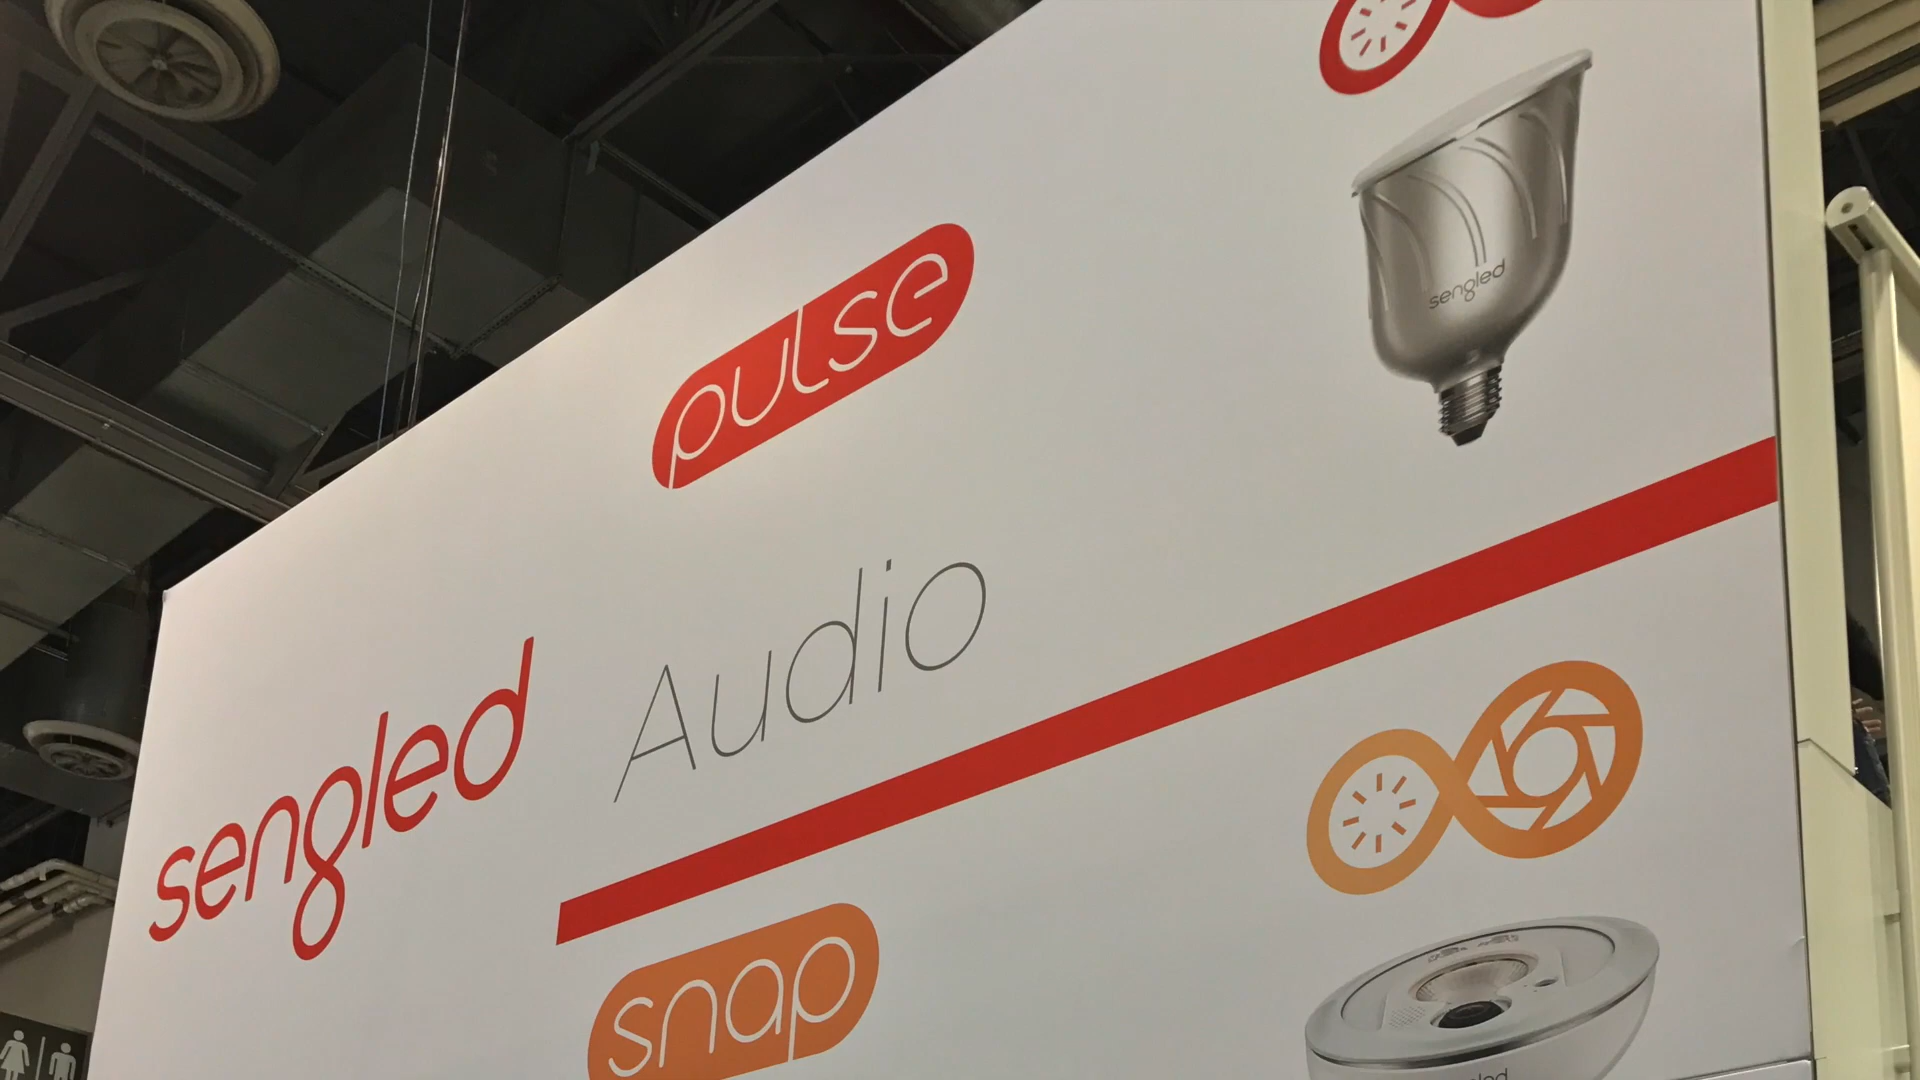 pulse
sengled
Audio
sengled
snap